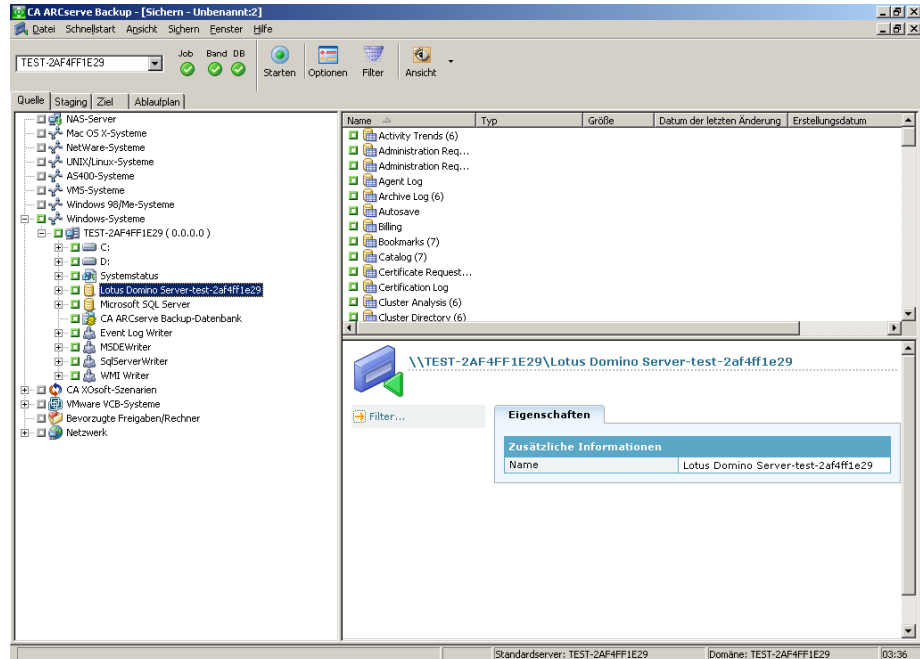 CA ARCserve Backup - [Sichern - Unbenannt:2]
Datei Schnellstart Ansicht Sichern Fenster Hilfe
TEST-2AF4FF1E29
Job Band DB
Starten Optionen Filter Ansicht
Quelle Staging Ziel Ablaufplan
NAS-Server
Mac OS X-Systeme
NetWare-Systeme
UNIX/Linux-Systeme
AS400-Systeme
VMS-Systeme
Windows 98/Me-Systeme
Windows-Systeme
TEST-2AF4FF1E29 ( 0.0.0.0 )
C:
D:
Systemstatus
Lotus Domino Server-test-2af4ff1e29
Microsoft SQL Server
CA ARCserve Backup-Datenbank
Event Log Writer
MSDEWriter
SqlServerWriter
WMI Writer
CA XOsoft-Szenarien
VMware VCB-Systeme
Bevorzugte Freigaben/Rechner
Netzwerk
Name Typ Größe Datum der letzten Änderung Erstellungsdatum
Activity Trends (6)
Administration Req...
Administration Req...
Agent Log
Archive Log (6)
Autosave
Billing
Bookmarks (7)
Catalog (7)
Certificate Request...
Certification Log
Cluster Analysis (6)
Cluster Directory (6)
\\TEST-2AF4FF1E29\Lotus Domino Server-test-2af4ff1e29
Filter...
Eigenschaften
Zusätzliche Informationen
Name Lotus Domino Server-test-2af4ff1e29
Standardserver: TEST-2AF4FF1E29 Domäne: TEST-2AF4FF1E29 03:36